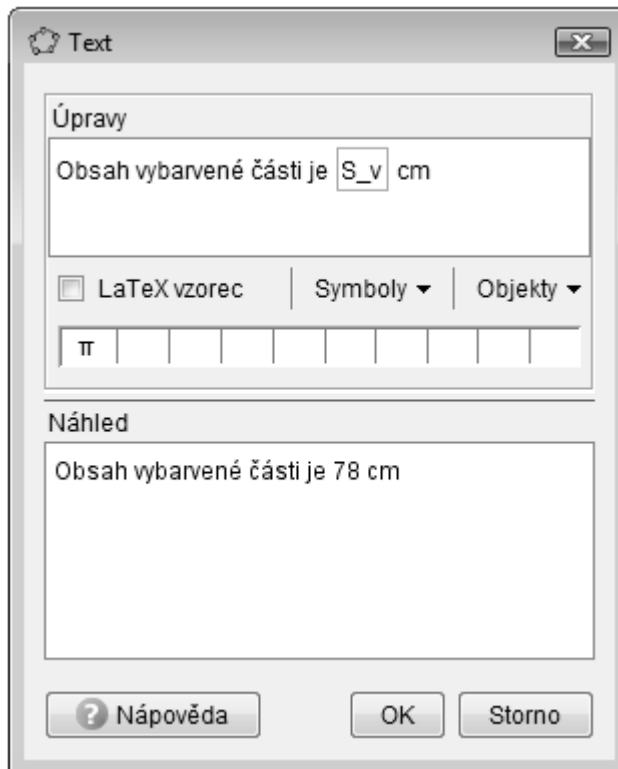 Text
Úpravy
Obsah vybarvené části je S_v cm
LaTeX vzorec Symboly Objekty
π
Náhled
Obsah vybarvené části je 78 cm
? Nápověda OK Storno